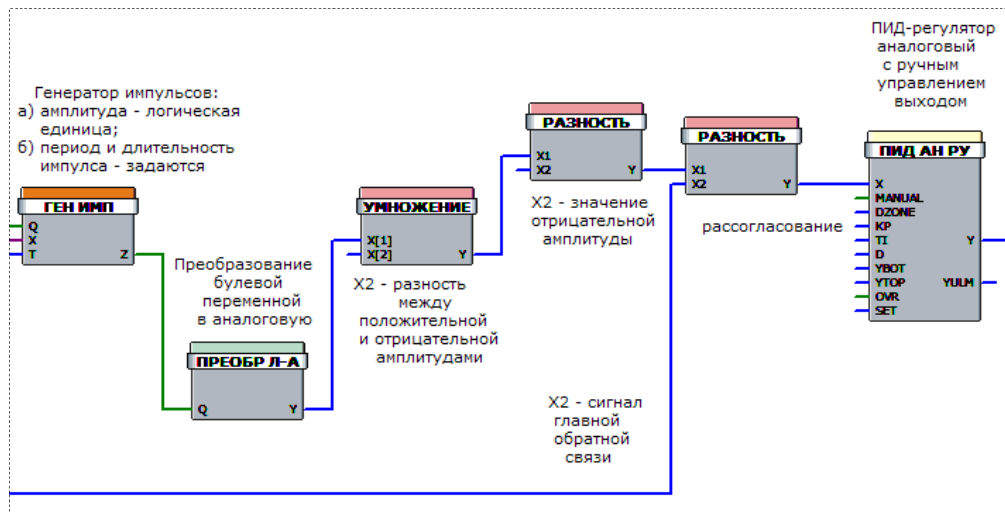 Генератор импульсов:
а) амплитуда - логическая
единица;
б) период и длительность
импулса - задаются
ГЕН ИМП
Q
X
T
Z
Преобразование
булевой
переменной
в аналоговую
ПРЕОБР Л-А
Q
Y
УМНОЖЕНИЕ
X[1]
X[2]
Y
X2 - разность
между
положительной
и отрицательной
амплитудами
РАЗНОСТЬ
X1
X2
Y
X2 - значение
отрицательной
амплитуды
РАЗНОСТЬ
X1
X2
Y
рассогласование
X2 - сигнал
главной
обратной
связи
ПИД-регулятор
аналоговый
с ручным
управлением
выходом
ПИД АН РУ
X
MANUAL
DZONE
KP
TI
D
YBOT
YTOP
OVR
SET
Y
YULM